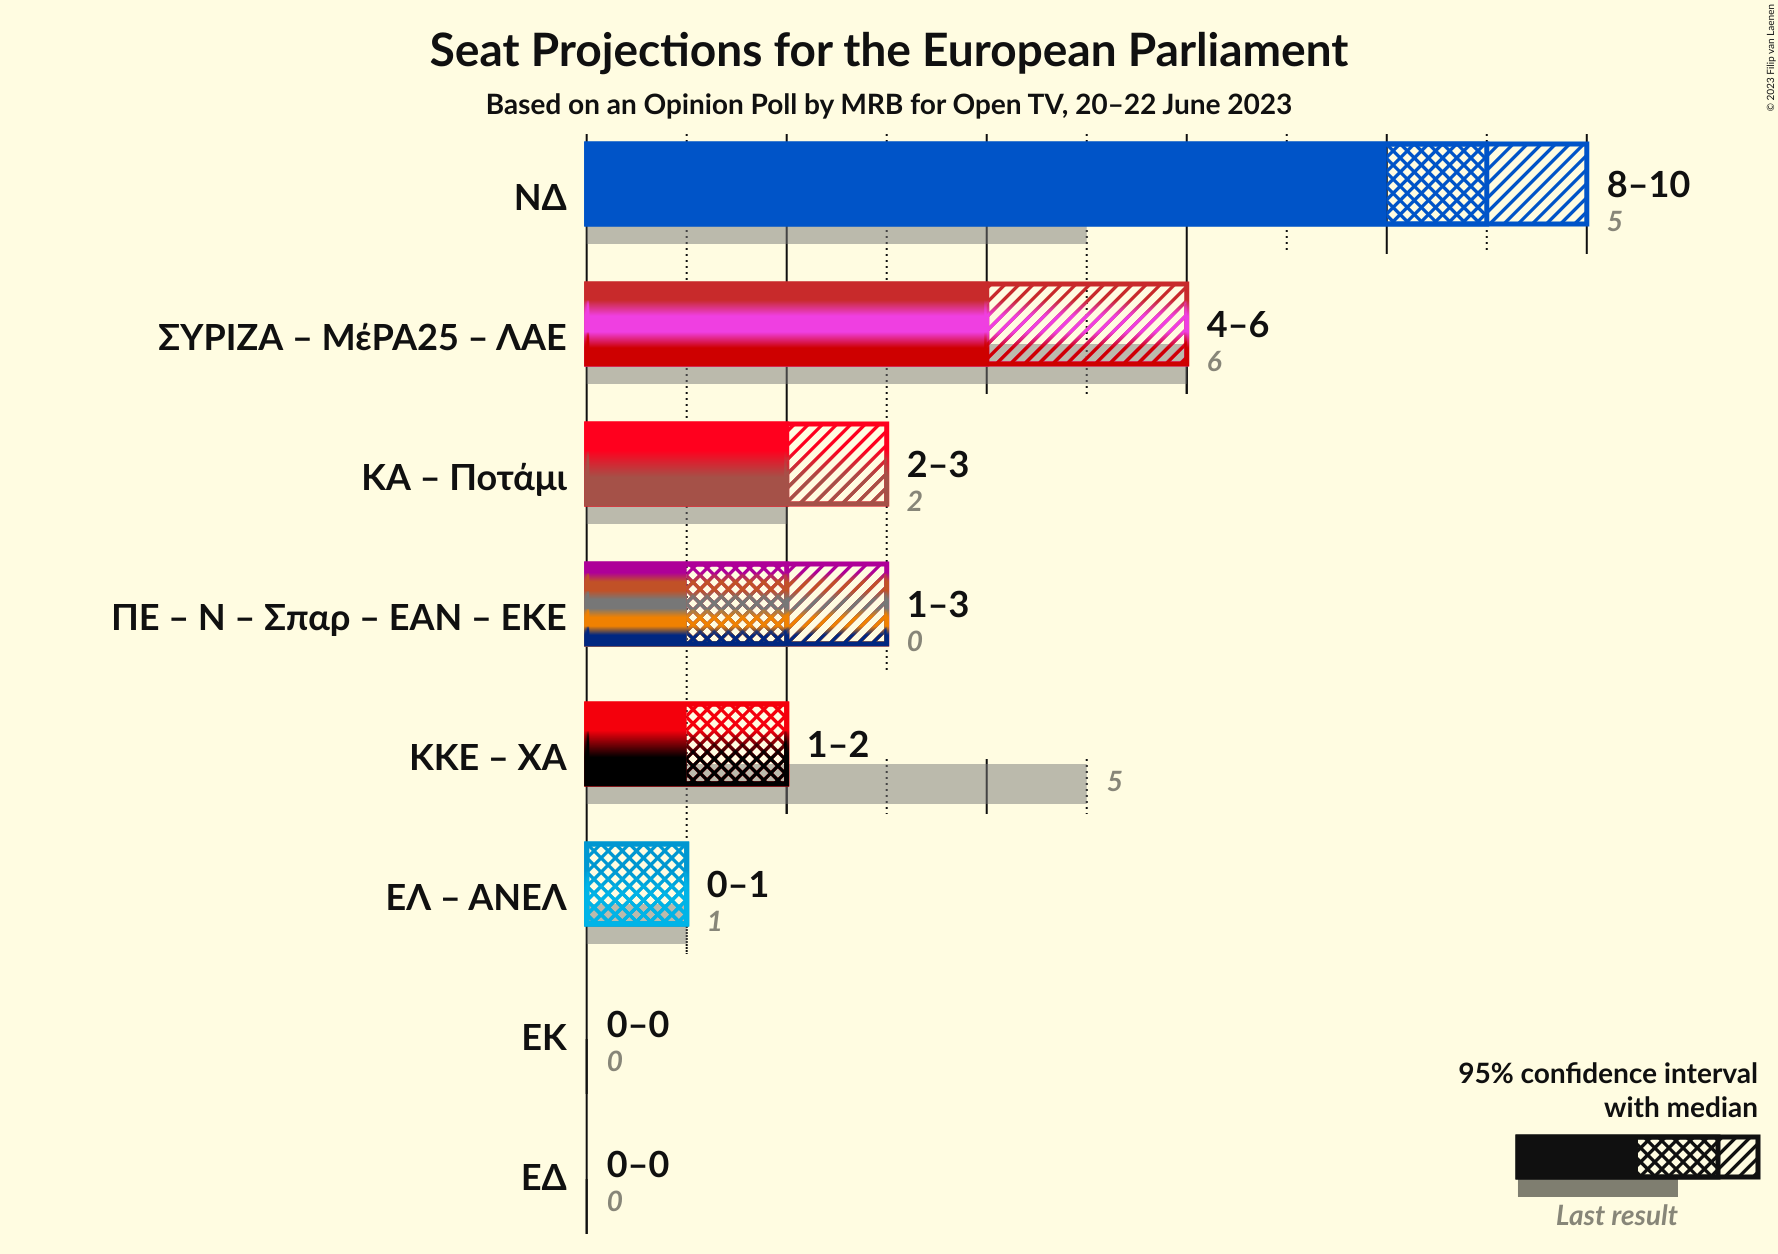 Seat Projections for the European Parliament
Based on an Opinion Poll by MRB for Open TV, 20–22 June 2023
© 2023 Filip van Laenen
ΝΔ
8–10
5
ΣΥΡΙΖΑ – ΜέΡΑ25 – ΛΑΕ
4–6
6
ΚΑ – Ποτάμι
2–3
2
ΠΕ – Ν – Σπαρ – ΕΑΝ – ΕΚΕ
1–3
0
ΚΚΕ – ΧΑ
1–2
5
ΕΛ – ΑΝΕΛ
0–1
1
ΕΚ
0–0
0
ΕΔ
0–0
0
95% confidence interval
with median
Last result